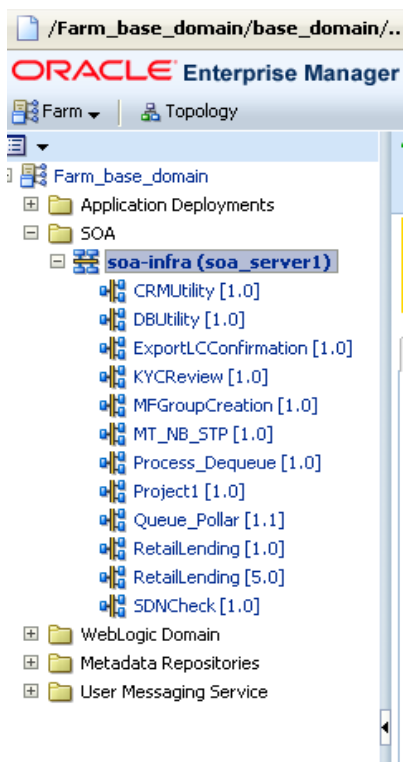 /Farm_base_domain/base_domain/..
ORACLE Enterprise Manager
Farm Topology
Farm_base_domain
Application Deployments
SOA
soa-infra (soa_server1)
CRMUtility [1.0]
DBUtility [1.0]
ExportLCConfirmation [1.0]
KYCReview [1.0]
MFGroupCreation [1.0]
MT_NB_STP [1.0]
Process_Dequeue [1.0]
Project1 [1.0]
Queue_Pollar [1.1]
RetailLending [1.0]
RetailLending [5.0]
SDNCheck [1.0]
WebLogic Domain
Metadata Repositories
User Messaging Service